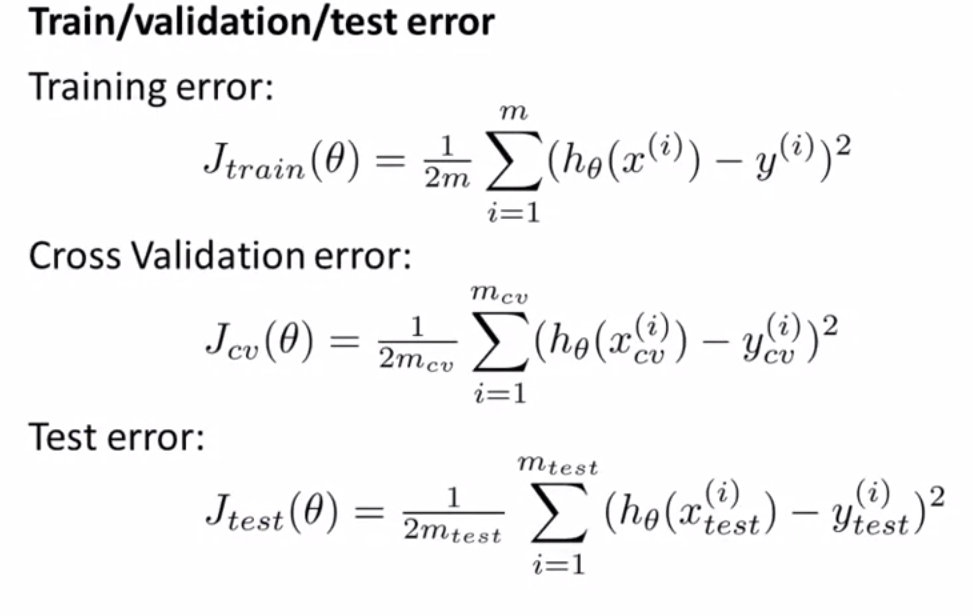 Train/validation/test error
Training error:
J_{train}(θ) = \frac{1}{2m} \sum_{i=1}^{m} (h_θ(x^{(i)}) − y^{(i)})^2
Cross Validation error:
J_{cv}(θ) = \frac{1}{2m_{cv}} \sum_{i=1}^{m_{cv}} (h_θ(x_{cv}^{(i)}) − y_{cv}^{(i)})^2
Test error:
J_{test}(θ) = \frac{1}{2m_{test}} \sum_{i=1}^{m_{test}} (h_θ(x_{test}^{(i)}) − y_{test}^{(i)})^2